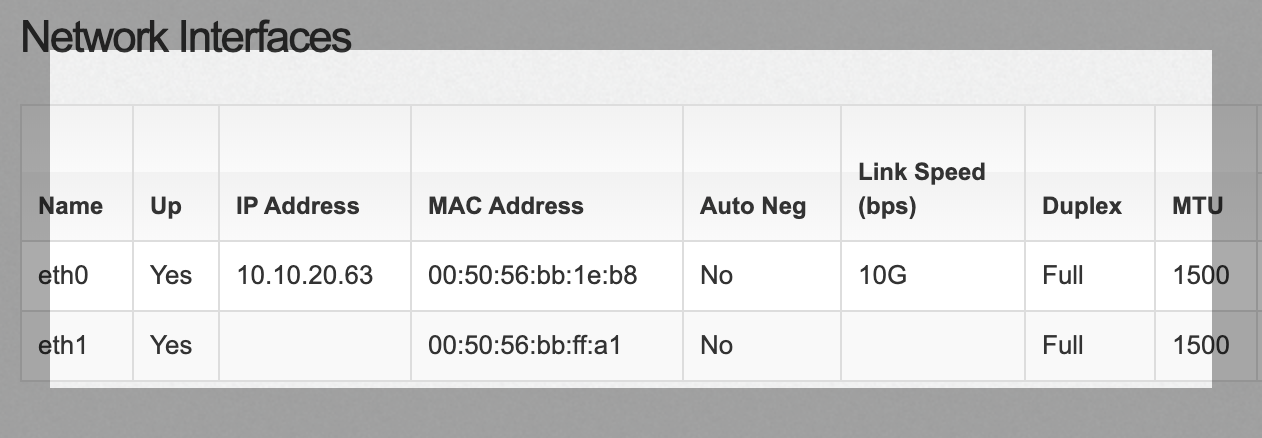 Network Interfaces
Name Up IP Address MAC Address Auto Neg Link Speed (bps) Duplex MTU
eth0 Yes 10.10.20.63 00:50:56:bb:1e:b8 No 10G Full 1500
eth1 Yes 00:50:56:bb:ff:a1 No Full 1500